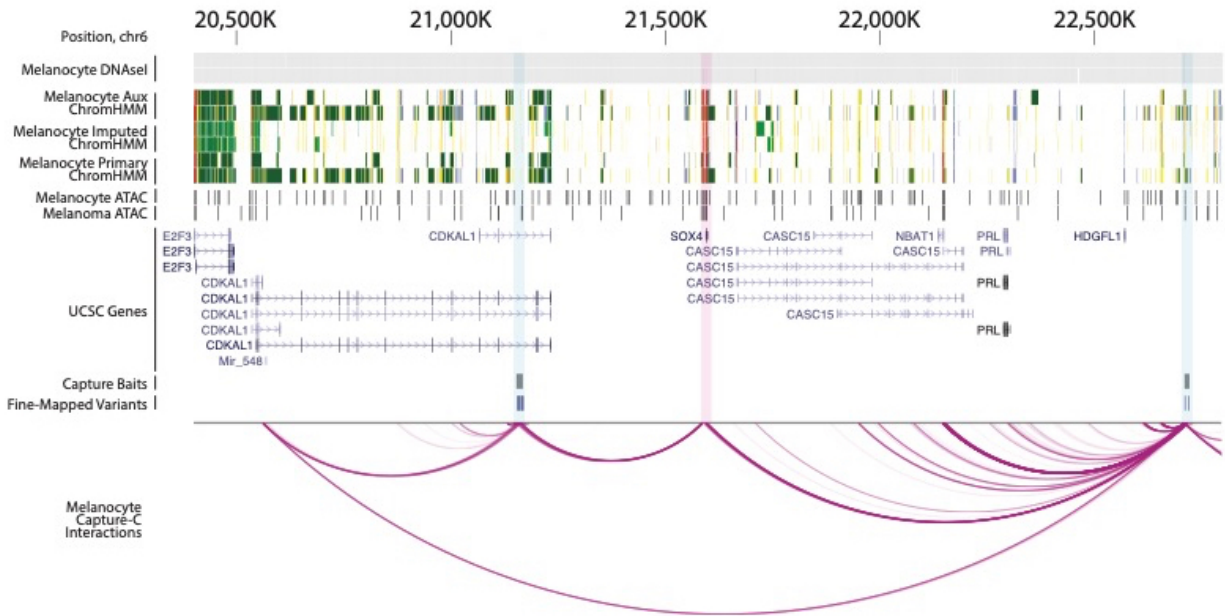 20,500K 21,000K 21,500K 22,000K 22,500K
Position, chr6
Melanocyte DNAseI
Melanocyte Aux
ChromHMM
Melanocyte Imputed
ChromHMM
Melanocyte Primary
ChromHMM
Melanocyte ATAC
Melanoma ATAC
E2F3 CDKAL1 SOX4 CASC15 NBAT1 PRL HDGFL1
E2F3 CASC15 CASC15 PRL
E2F3 CASC15
CDKAL1 CASC15 PRL
CDKAL1 CASC15
UCSC Genes
CDKAL1 CASC15
CDKAL1 PRL
CDKAL1
Mir_548
Capture Baits
Fine-Mapped Variants
Melanocyte
Capture-C
Interactions